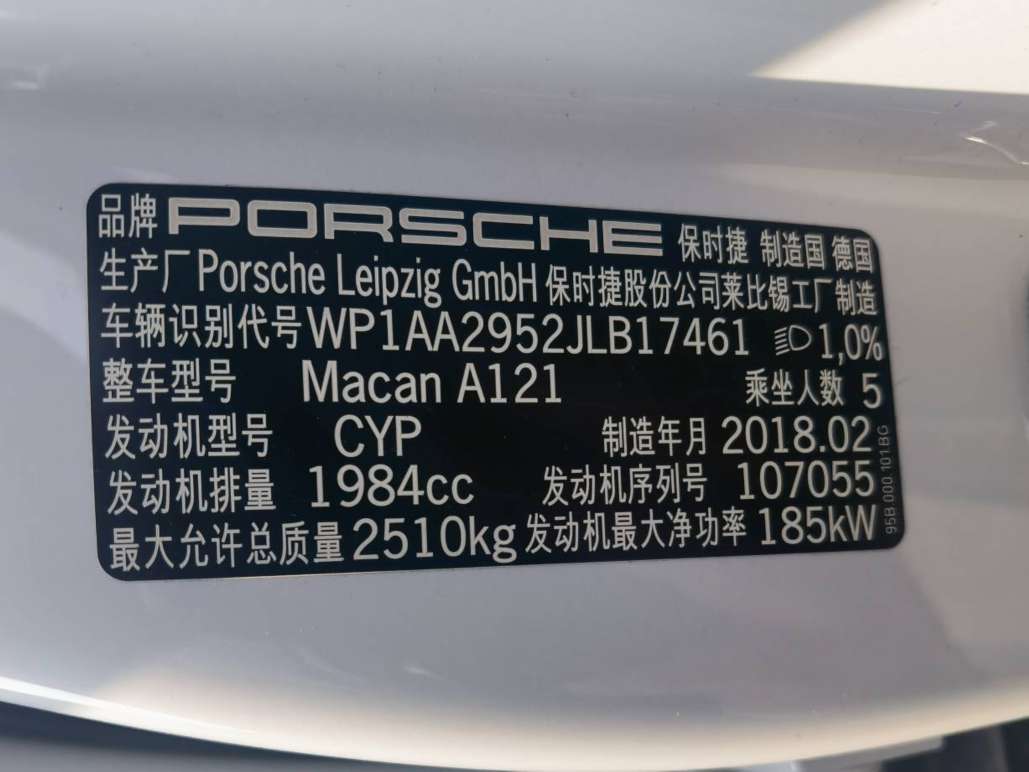 品牌 PORSCHE 保时捷 制造国 德国
生产厂 Porsche Leipzig GmbH 保时捷股份公司莱比锡工厂制造
车辆识别代号 WP1AA2952JLB17461 1,0%
整车型号 Macan A121 乘坐人数 5
发动机型号 CYP 制造年月 2018.02
发动机排量 1984cc 发动机序列号 107055
最大允许总质量 2510kg 发动机最大净功率 185kW
95B.000.101.BG